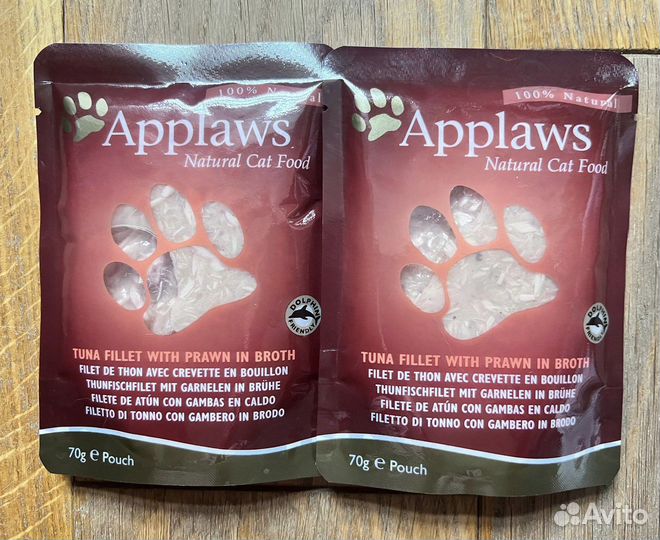 100% Natural
Applaws
Natural Cat Food
DOLPHIN
FRIENDLY
TUNA FILLET WITH PRAWN IN BROTH
FILET DE THON AVEC CREVETTE EN BOUILLON
THUNFISCHFILET MIT GARNELEN IN BRÜHE
FILETE DE ATÚN CON GAMBAS EN CALDO
FILETTO DI TONNO CON GAMBERO IN BRODO
70g e Pouch
100% Natural
Applaws
Natural Cat Food
DOLPHIN
FRIENDLY
TUNA FILLET WITH PRAWN IN BROTH
FILET DE THON AVEC CREVETTE EN BOUILLON
THUNFISCHFILET MIT GARNELEN IN BRÜHE
FILETE DE ATÚN CON GAMBAS EN CALDO
FILETTO DI TONNO CON GAMBERO IN BRODO
70g e Pouch
Avito